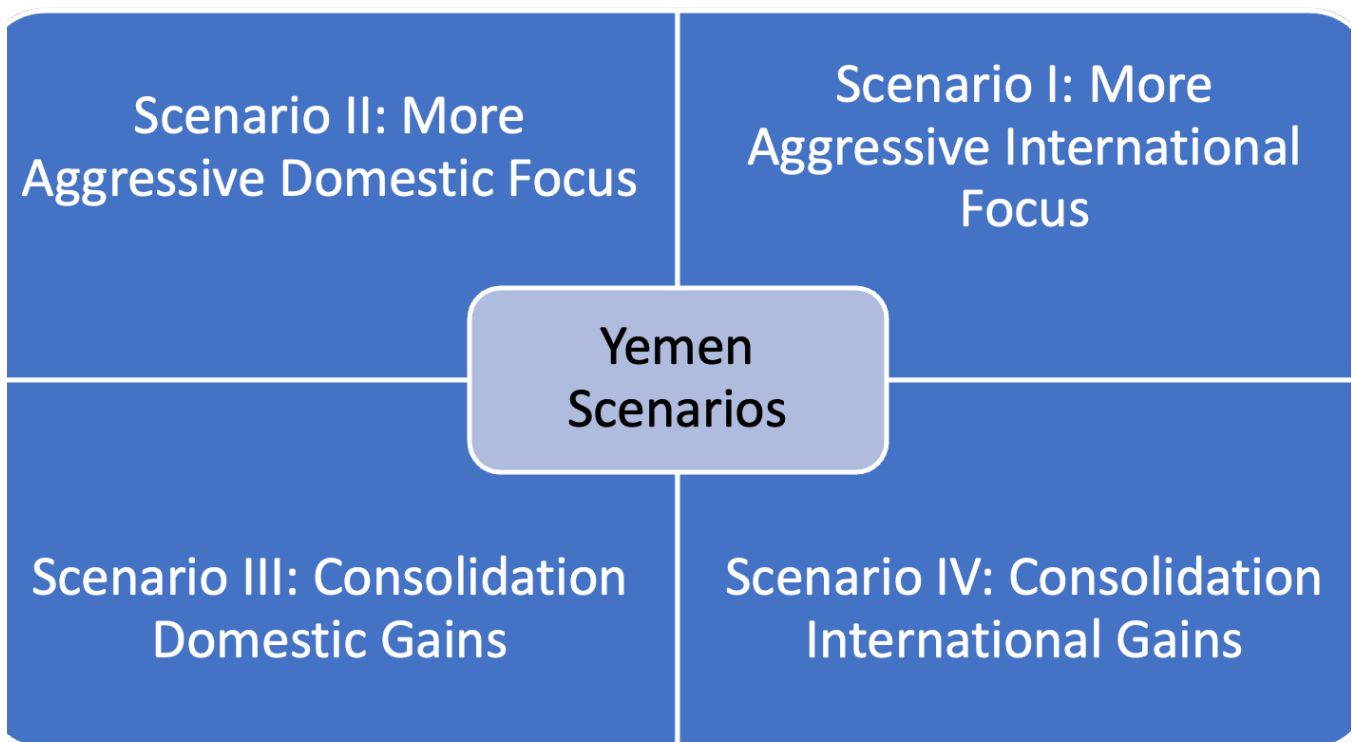 Scenario II: More
Aggressive Domestic Focus
Scenario I: More
Aggressive International
Focus
Yemen
Scenarios
Scenario III: Consolidation
Domestic Gains
Scenario IV: Consolidation
International Gains